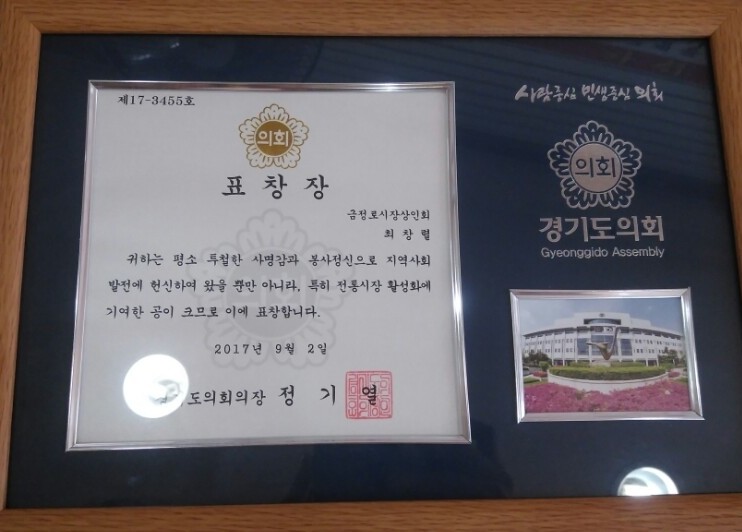 제17-3455호
의회
표창장
금정로시장상인회
최창렬
귀하는 평소 투철한 사명감과 봉사정신으로 지역사회
발전에 헌신하여 왔을 뿐만 아니라, 특히 전통시장 활성화에
기여한 공이 크므로 이에 표창합니다.
2017년 9월 2일
도의회의장 정기열
사람중심 민생중심 의회
의회
경기도의회
Gyeonggido Assembly